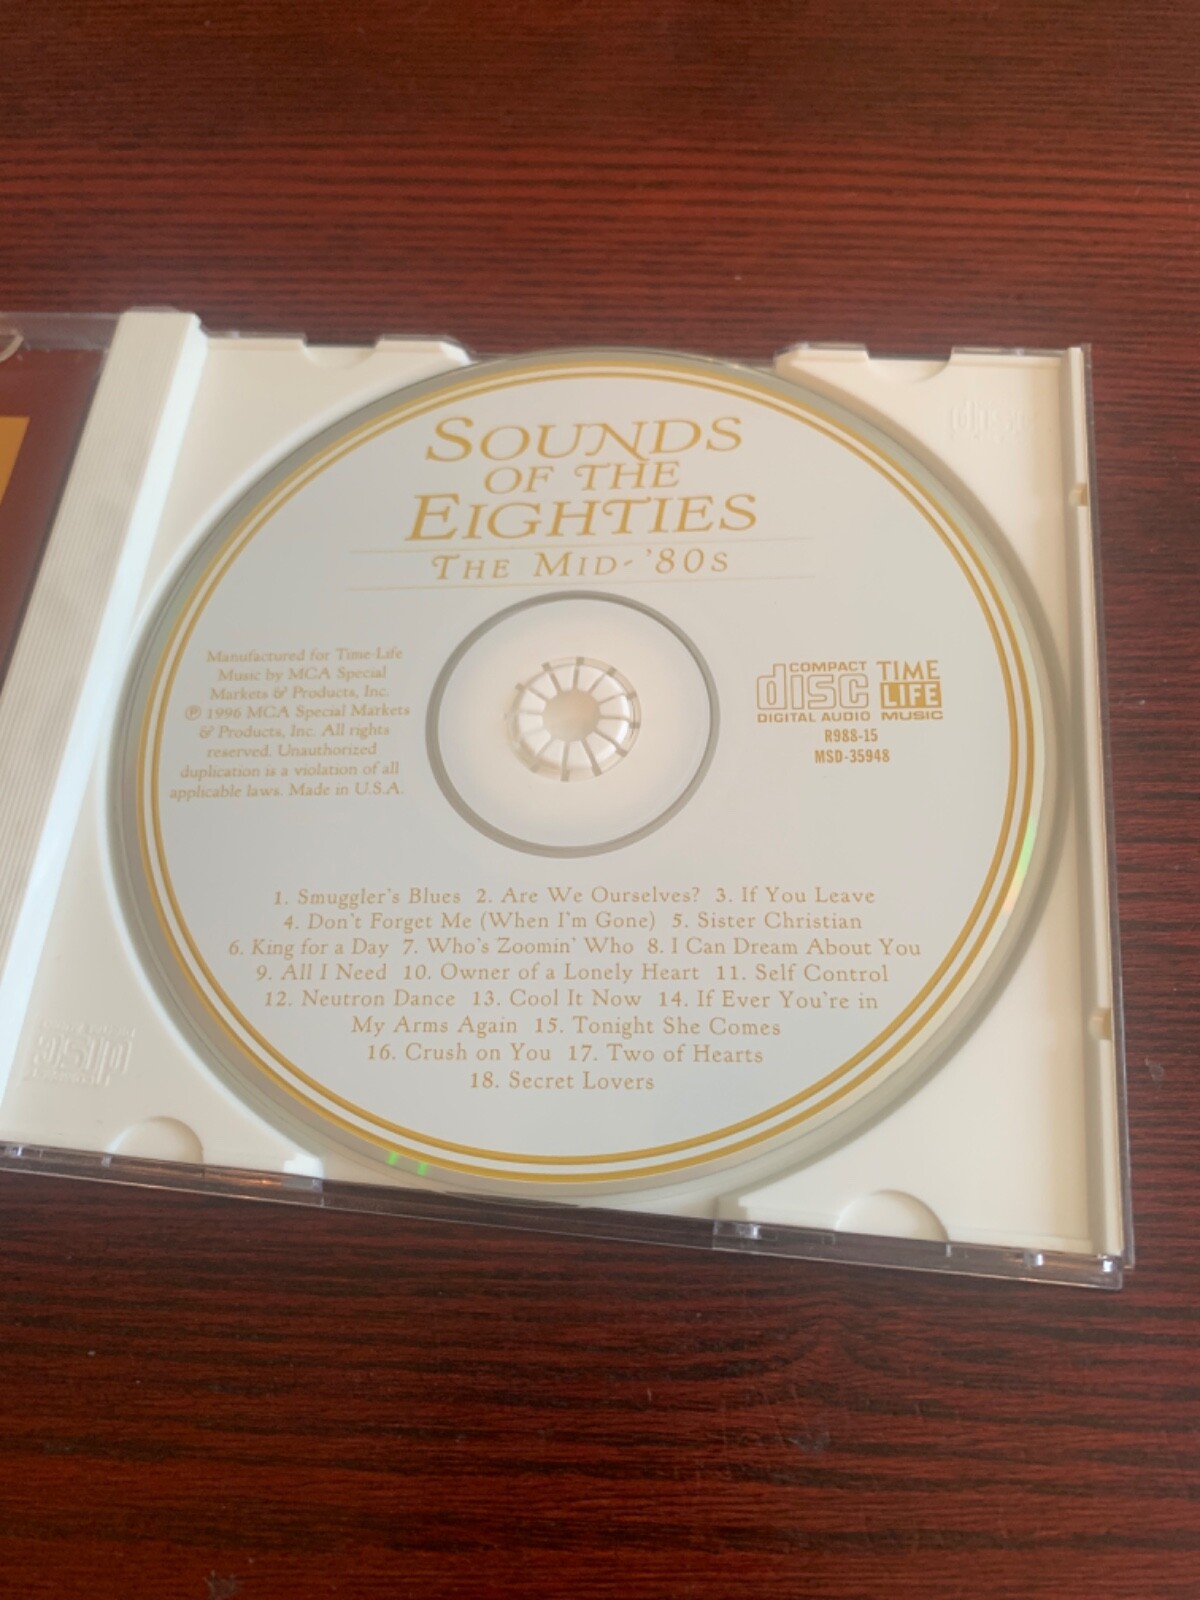 SOUNDS
OF THE
EIGHTIES
THE MID-'80s
Manufactured for Time-Life
Music by MCA Special
Markets & Products, Inc.
℗ 1996 MCA Special Markets
& Products, Inc. All rights
reserved. Unauthorized
duplication is a violation of all
applicable laws. Made in U.S.A.
COMPACT
disc
DIGITAL AUDIO
TIME
LIFE
MUSIC
R988-15
MSD-35948
1. Smuggler's Blues 2. Are We Ourselves? 3. If You Leave
4. Don't Forget Me (When I'm Gone) 5. Sister Christian
6. King for a Day 7. Who's Zoomin' Who 8. I Can Dream About You
9. All I Need 10. Owner of a Lonely Heart 11. Self Control
12. Neutron Dance 13. Cool It Now 14. If Ever You're in
My Arms Again 15. Tonight She Comes
16. Crush on You 17. Two of Hearts
18. Secret Lovers
disc